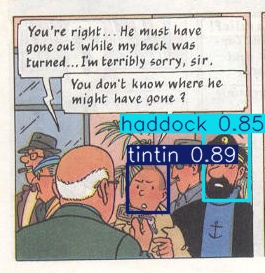 You're right... He must have
gone out while my back was
turned... I'm terribly sorry, sir.
You don't know where he
might have gone ?
haddock 0.85
tintin 0.89